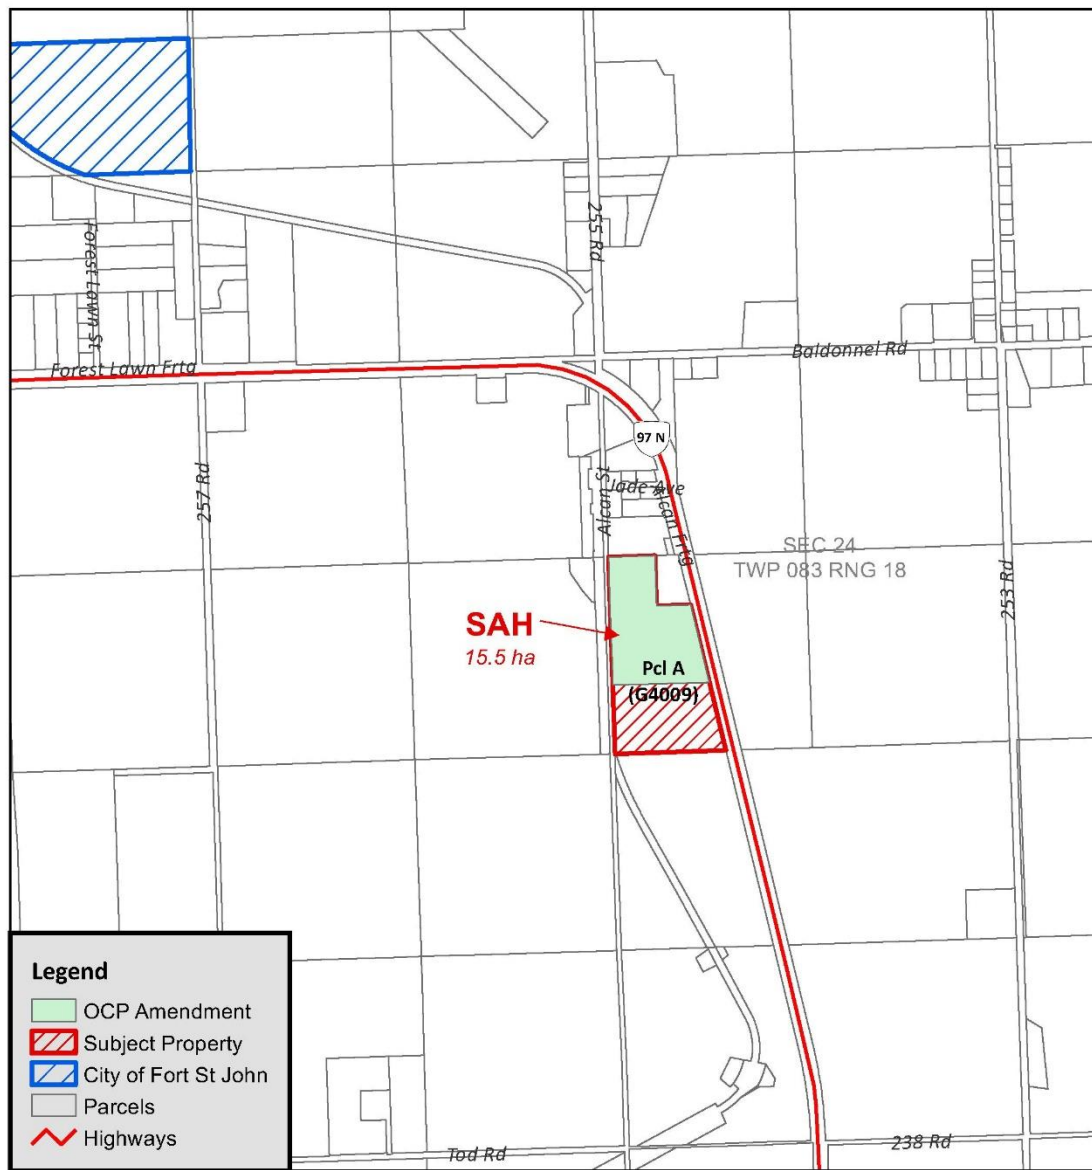 255 Rd
Forest Lawn St
Forest Lawn Frtg
Baldonnel Rd
97 N
257 Rd
Alcan St
Jade Ave
Alcan Frtg
SEC 24
TWP 083 RNG 18
253 Rd
SAH
15.5 ha
Pcl A
(G4009)
Legend
OCP Amendment
Subject Property
City of Fort St John
Parcels
Highways
Tod Rd
238 Rd